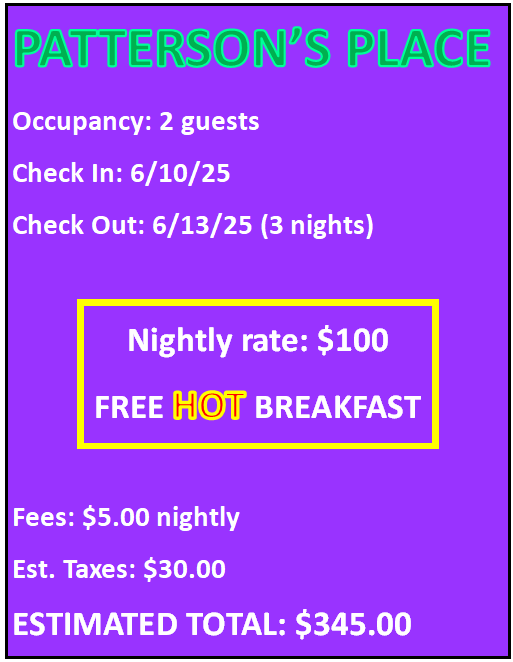 PATTERSON’S PLACE
Occupancy: 2 guests
Check In: 6/10/25
Check Out: 6/13/25 (3 nights)
Nightly rate: $100
FREE HOT BREAKFAST
Fees: $5.00 nightly
Est. Taxes: $30.00
ESTIMATED TOTAL: $345.00